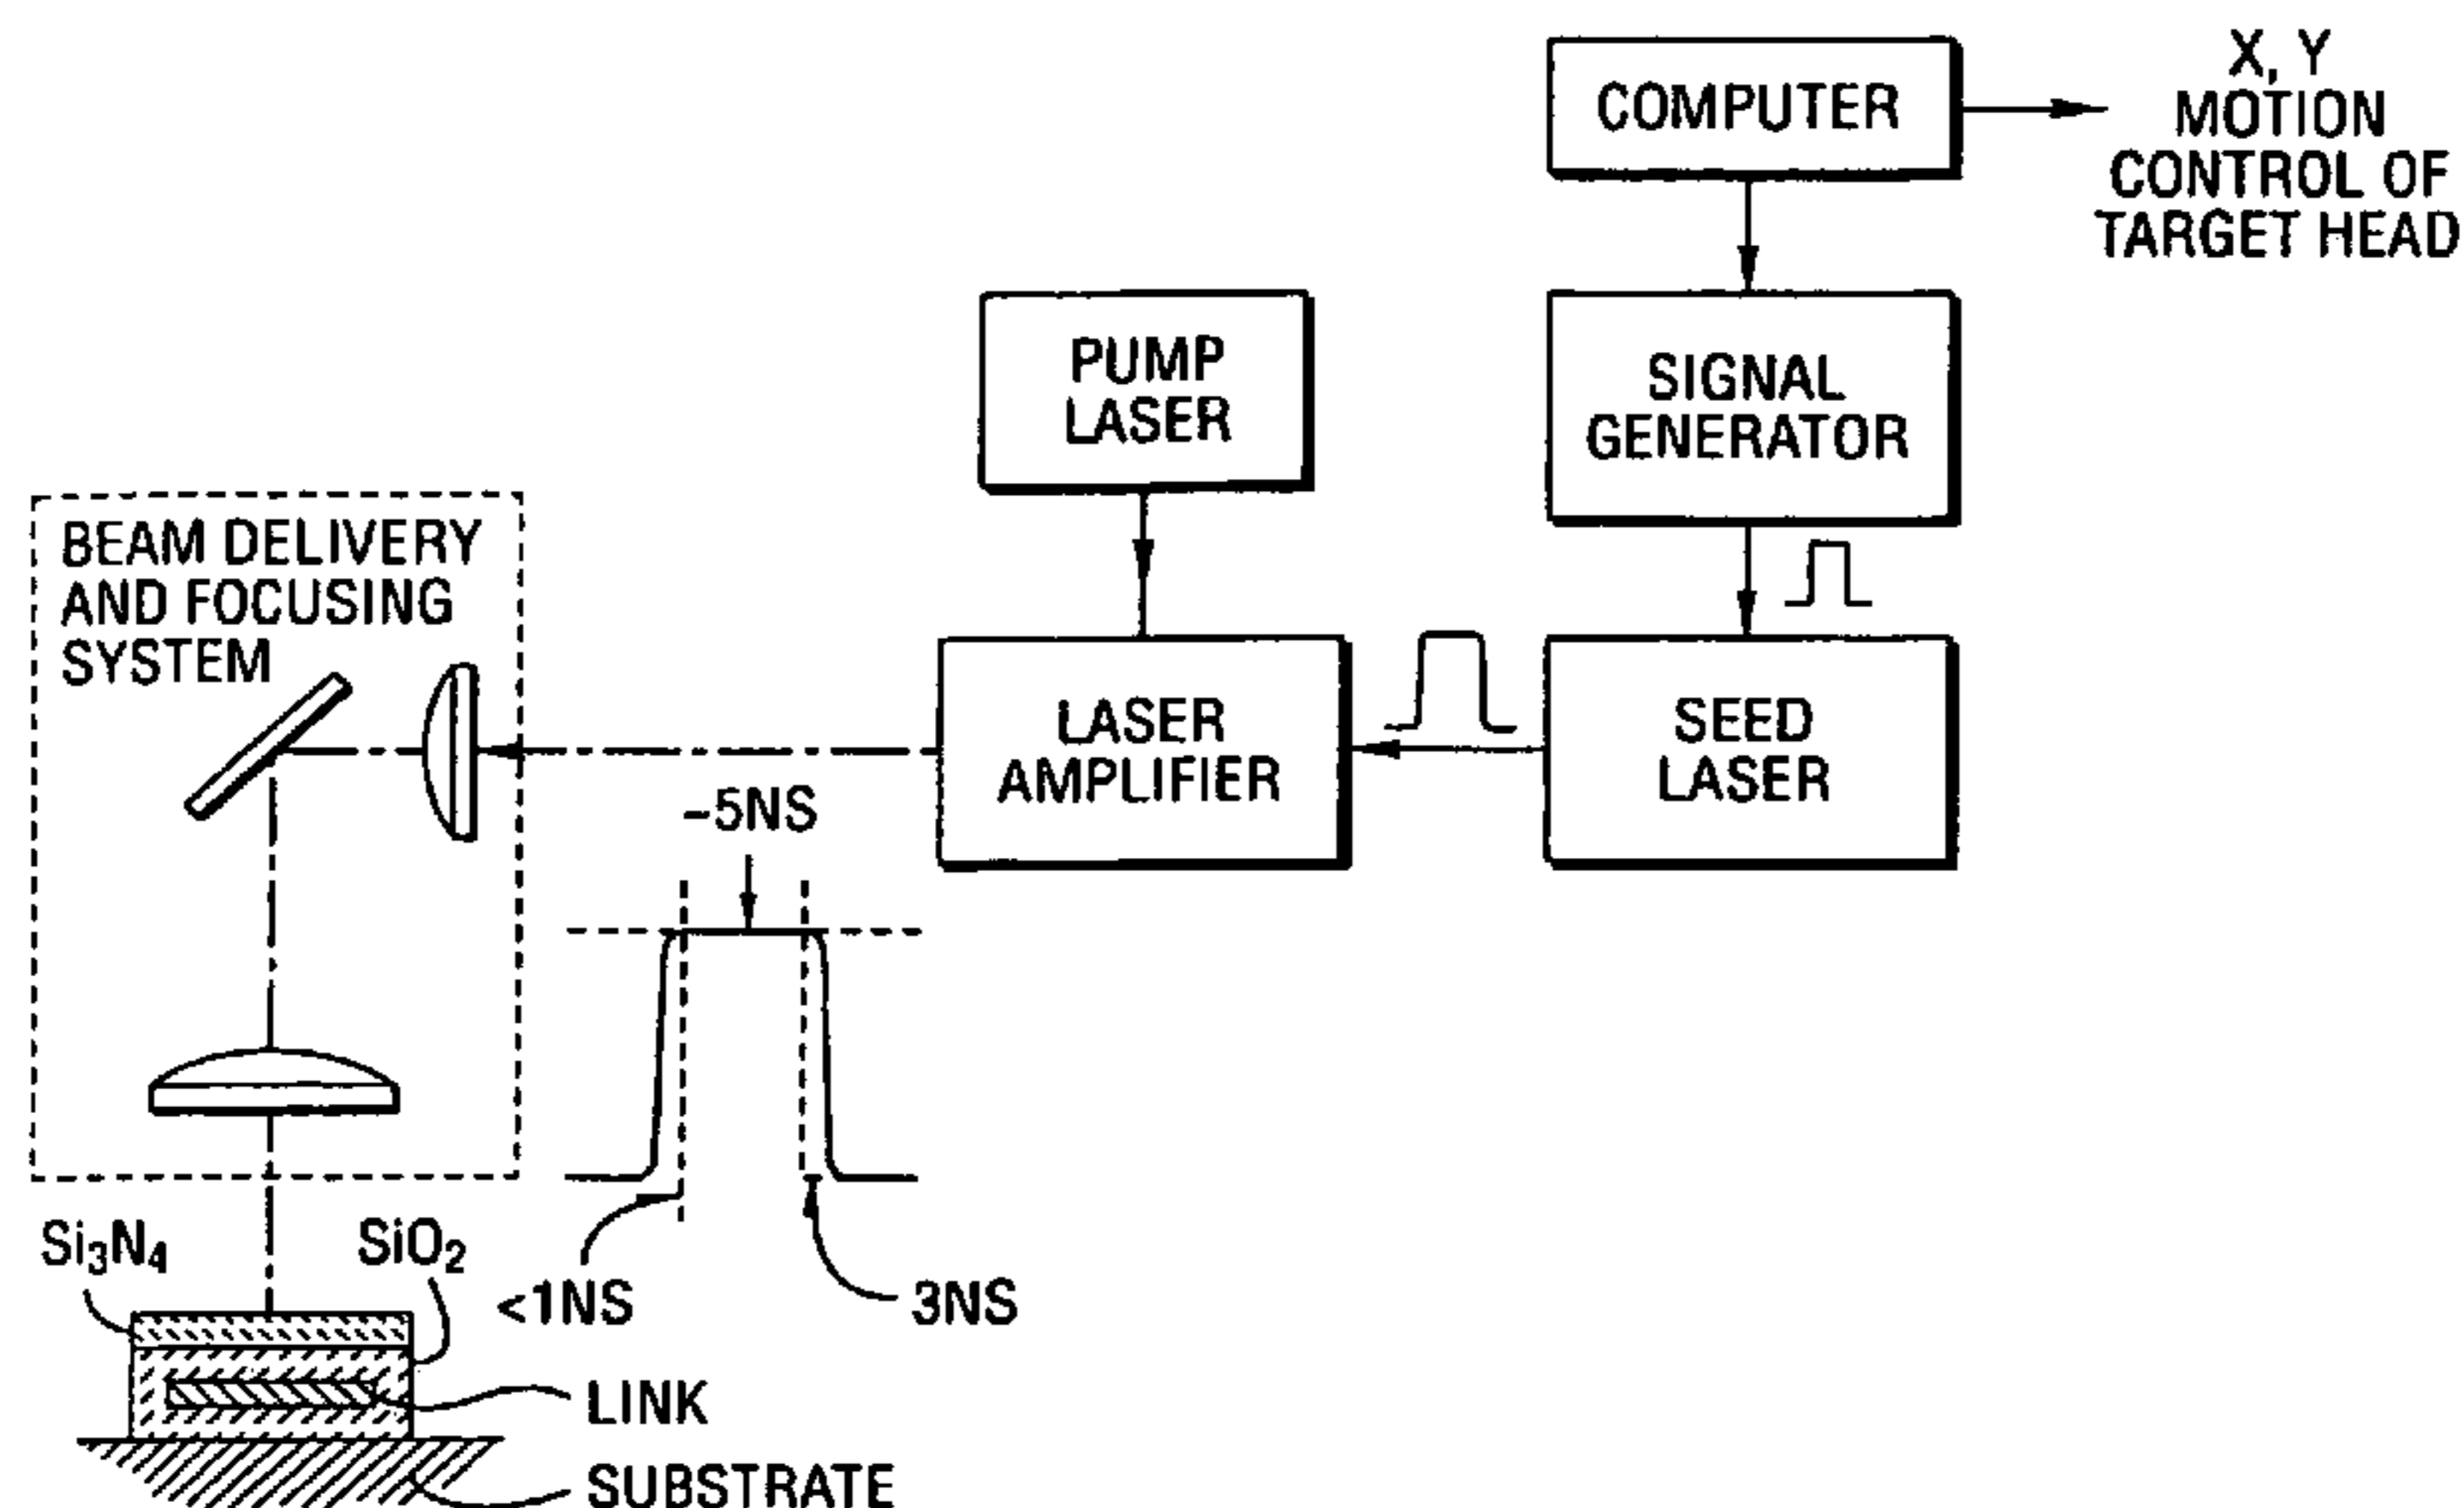 COMPUTER
X, Y
MOTION
CONTROL OF
TARGET HEAD
PUMP
LASER
SIGNAL
GENERATOR
BEAM DELIVERY
AND FOCUSING
SYSTEM
LASER
AMPLIFIER
SEED
LASER
-5NS
Si₃N₄
SiO₂
<1NS
3NS
LINK
SUBSTRATE